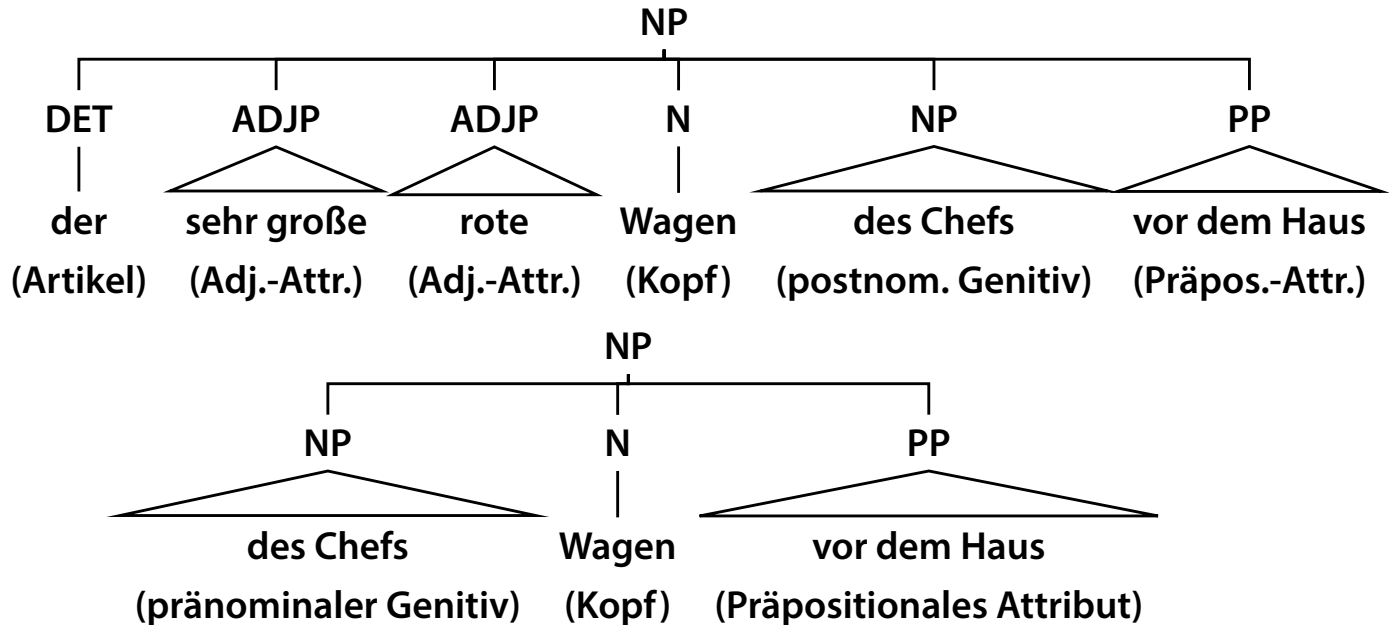 NP
DET ADJP ADJP N NP PP
der sehr große rote Wagen des Chefs vor dem Haus
(Artikel) (Adj.-Attr.) (Adj.-Attr.) (Kopf) (postnom. Genitiv) (Präpos.-Attr.)
NP
NP N PP
des Chefs Wagen vor dem Haus
(pränominaler Genitiv) (Kopf) (Präpositionales Attribut)